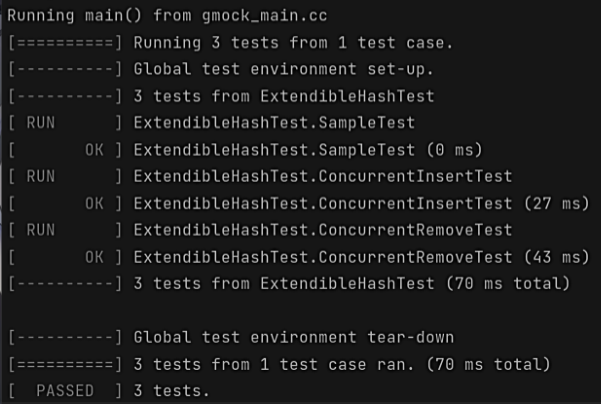 Running main() from gmock_main.cc
[==========] Running 3 tests from 1 test case.
[----------] Global test environment set-up.
[----------] 3 tests from ExtendibleHashTest
[ RUN      ] ExtendibleHashTest.SampleTest
[       OK ] ExtendibleHashTest.SampleTest (0 ms)
[ RUN      ] ExtendibleHashTest.ConcurrentInsertTest
[       OK ] ExtendibleHashTest.ConcurrentInsertTest (27 ms)
[ RUN      ] ExtendibleHashTest.ConcurrentRemoveTest
[       OK ] ExtendibleHashTest.ConcurrentRemoveTest (43 ms)
[----------] 3 tests from ExtendibleHashTest (70 ms total)

[----------] Global test environment tear-down
[==========] 3 tests from 1 test case ran. (70 ms total)
[  PASSED  ] 3 tests.